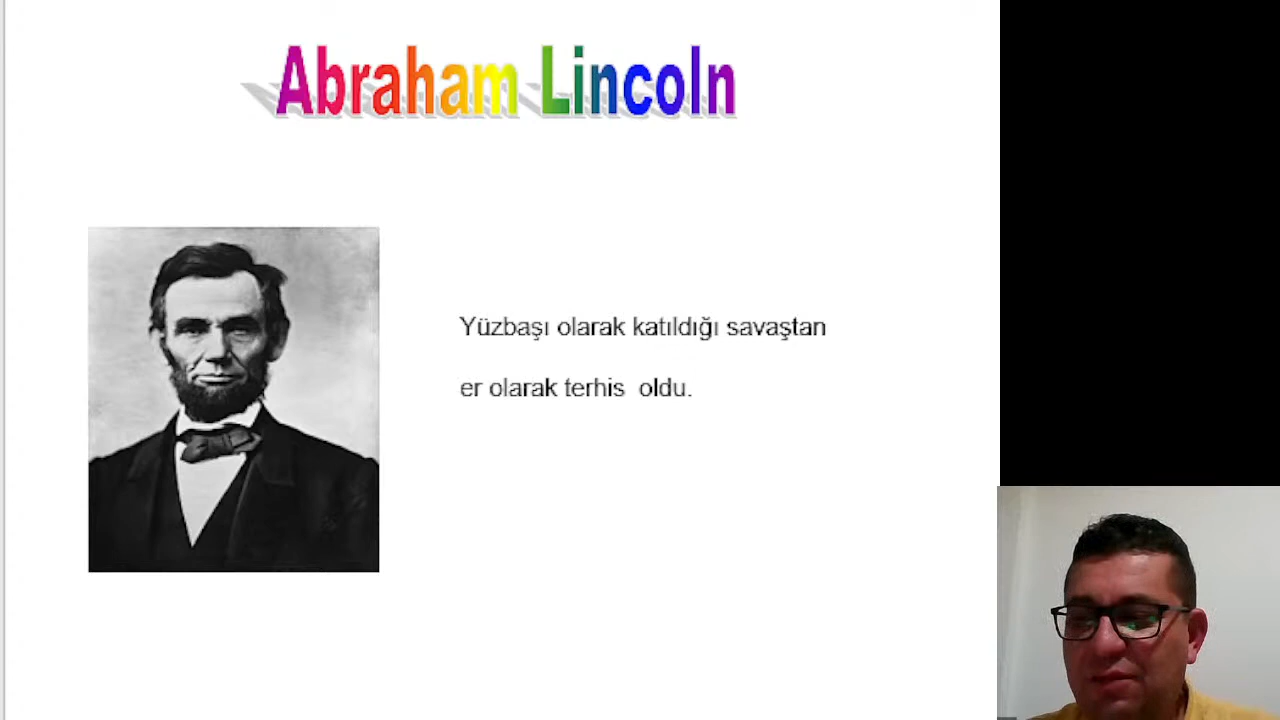 Abraham Lincoln
Yüzbaşı olarak katıldığı savaştan
er olarak terhis oldu.